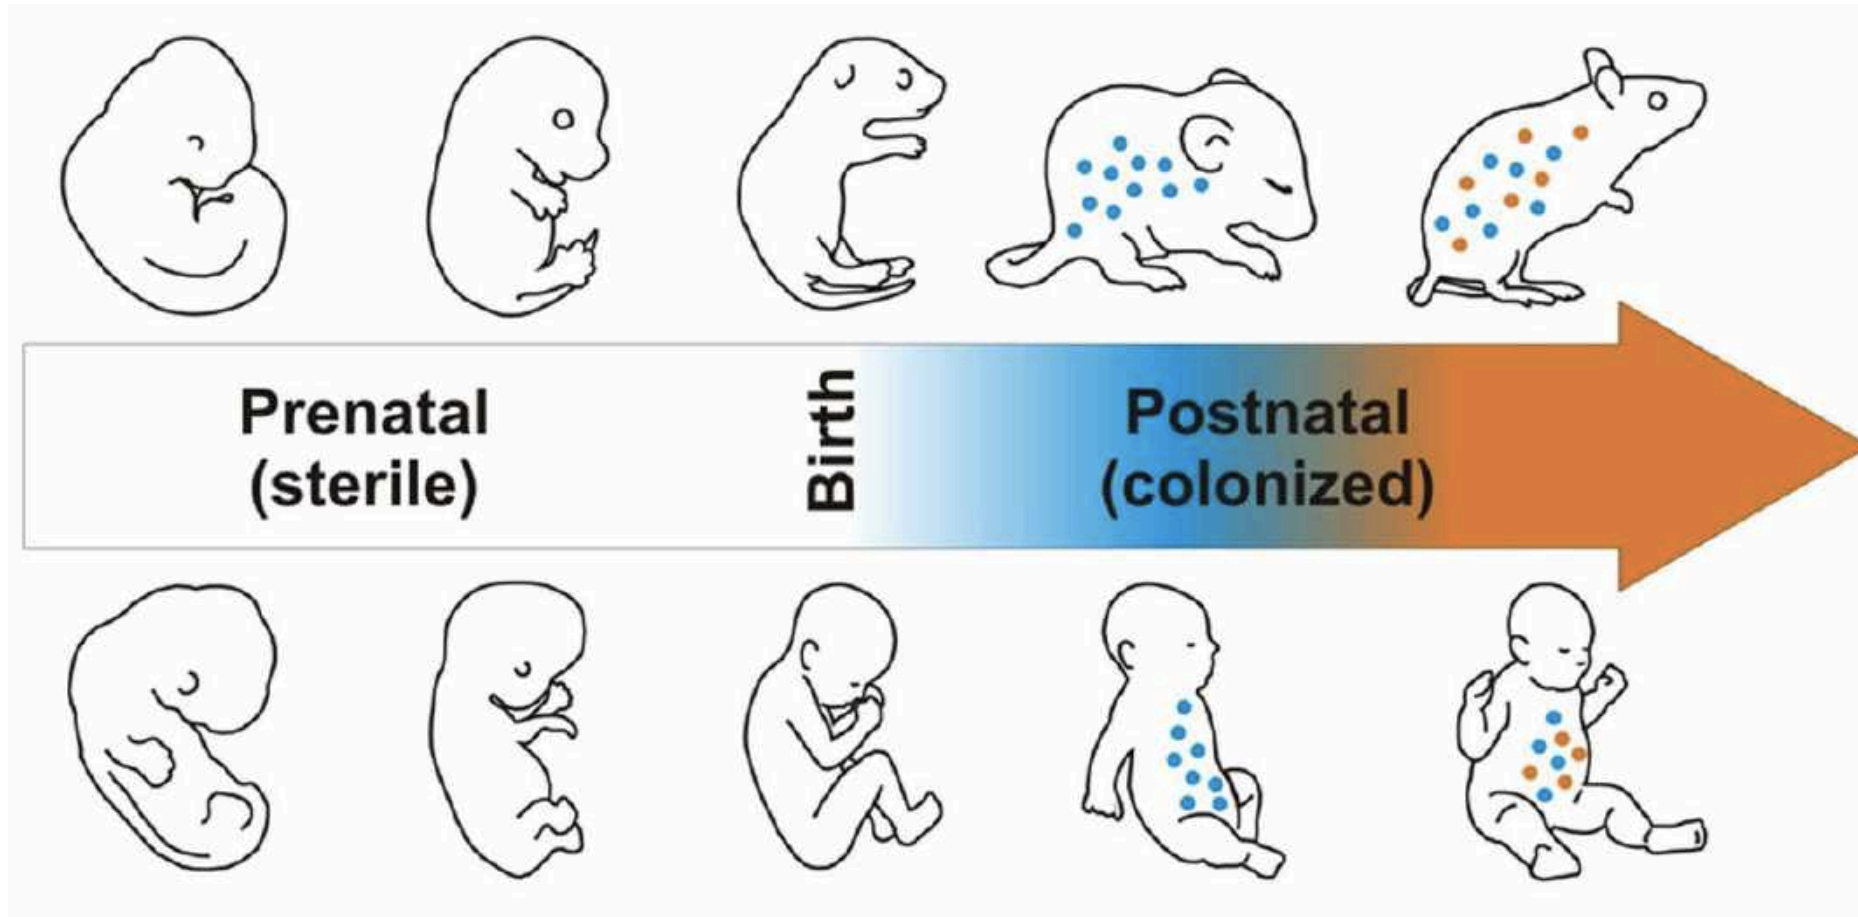 Prenatal
(sterile)
Birth
Postnatal
(colonized)